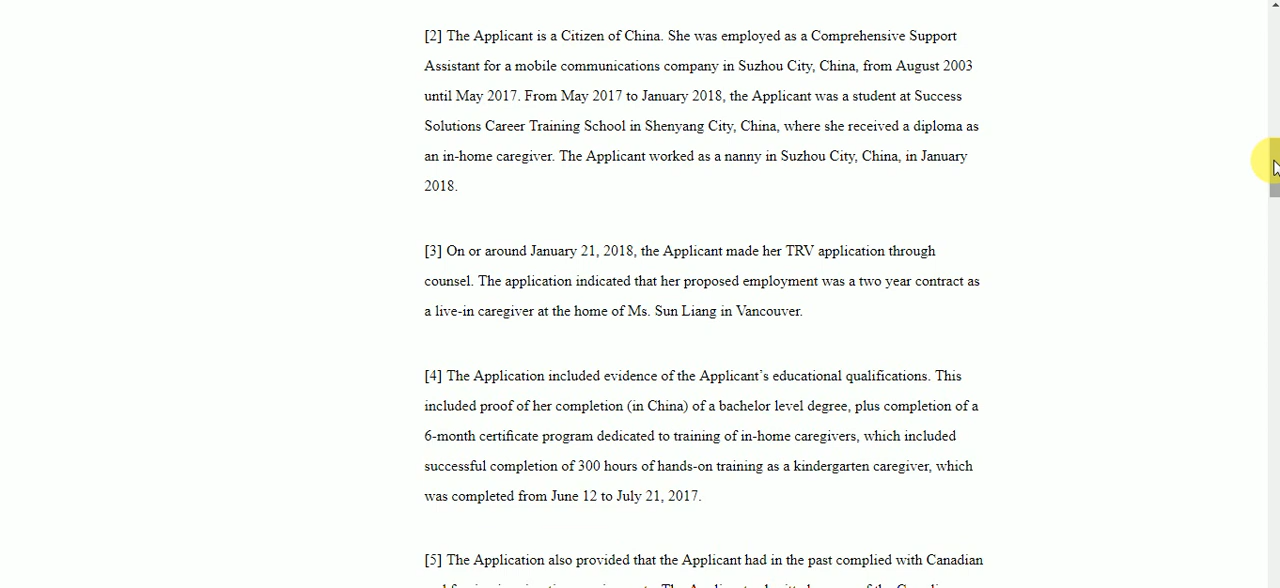 [2] The Applicant is a Citizen of China. She was employed as a Comprehensive Support
Assistant for a mobile communications company in Suzhou City, China, from August 2003
until May 2017. From May 2017 to January 2018, the Applicant was a student at Success
Solutions Career Training School in Shenyang City, China, where she received a diploma as
an in-home caregiver. The Applicant worked as a nanny in Suzhou City, China, in January
2018.
[3] On or around January 21, 2018, the Applicant made her TRV application through
counsel. The application indicated that her proposed employment was a two year contract as
a live-in caregiver at the home of Ms. Sun Liang in Vancouver.
[4] The Application included evidence of the Applicant’s educational qualifications. This
included proof of her completion (in China) of a bachelor level degree, plus completion of a
6-month certificate program dedicated to training of in-home caregivers, which included
successful completion of 300 hours of hands-on training as a kindergarten caregiver, which
was completed from June 12 to July 21, 2017.
[5] The Application also provided that the Applicant had in the past complied with Canadian